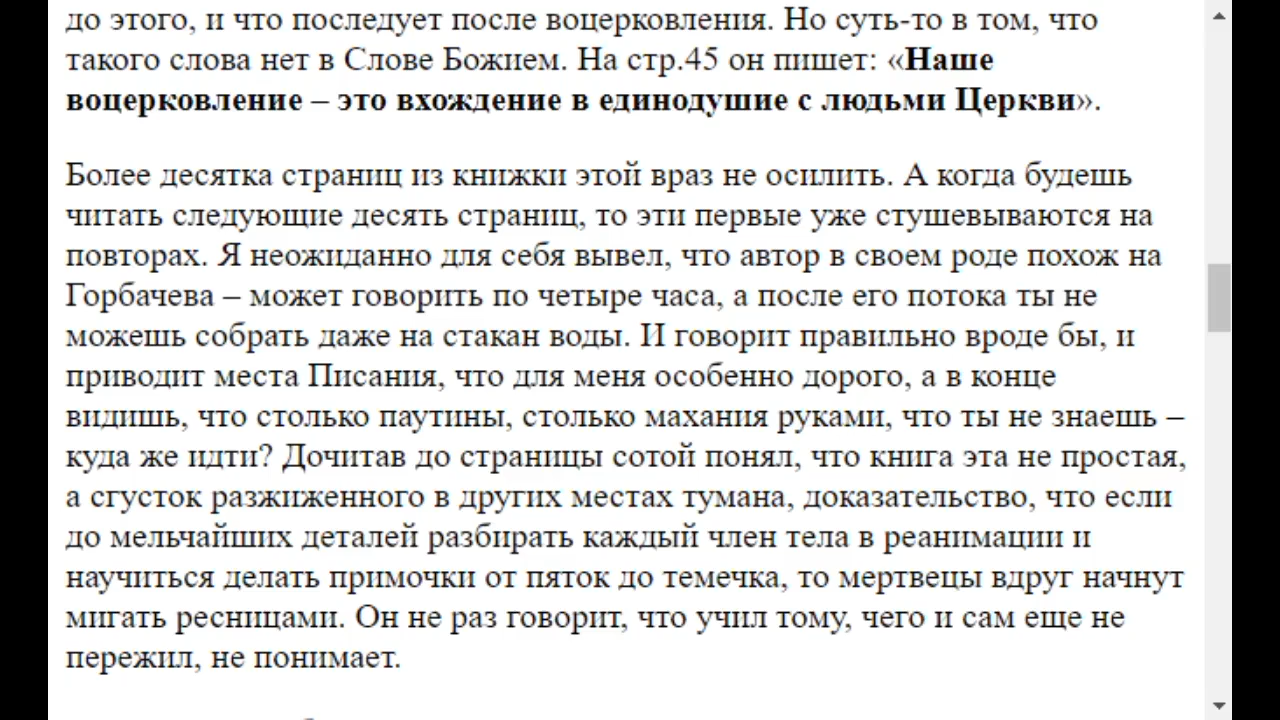 до этого, и что последует после воцерковления. Но суть-то в том, что
такого слова нет в Слове Божием. На стр.45 он пишет: «Наше
воцерковление – это вхождение в единодушие с людьми Церкви».
Более десятка страниц из книжки этой враз не осилить. А когда будешь
читать следующие десять страниц, то эти первые уже стушевываются на
повторах. Я неожиданно для себя вывел, что автор в своем роде похож на
Горбачева – может говорить по четыре часа, а после его потока ты не
можешь собрать даже на стакан воды. И говорит правильно вроде бы, и
приводит места Писания, что для меня особенно дорого, а в конце
видишь, что столько паутины, столько махания руками, что ты не знаешь –
куда же идти? Дочитав до страницы сотой понял, что книга эта не простая,
а сгусток разжиженного в других местах тумана, доказательство, что если
до мельчайших деталей разбирать каждый член тела в реанимации и
научиться делать примочки от пяток до темечка, то мертвецы вдруг начнут
мигать ресницами. Он не раз говорит, что учил тому, чего и сам еще не
пережил, не понимает.